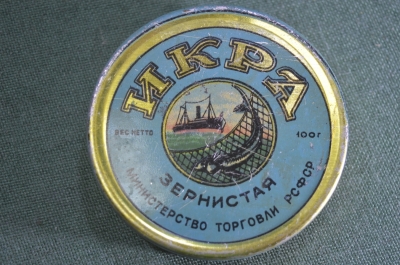 ИКРА
ВЕС НЕТТО 100г
ЗЕРНИСТАЯ
МИНИСТЕРСТВО ТОРГОВЛИ РСФСР